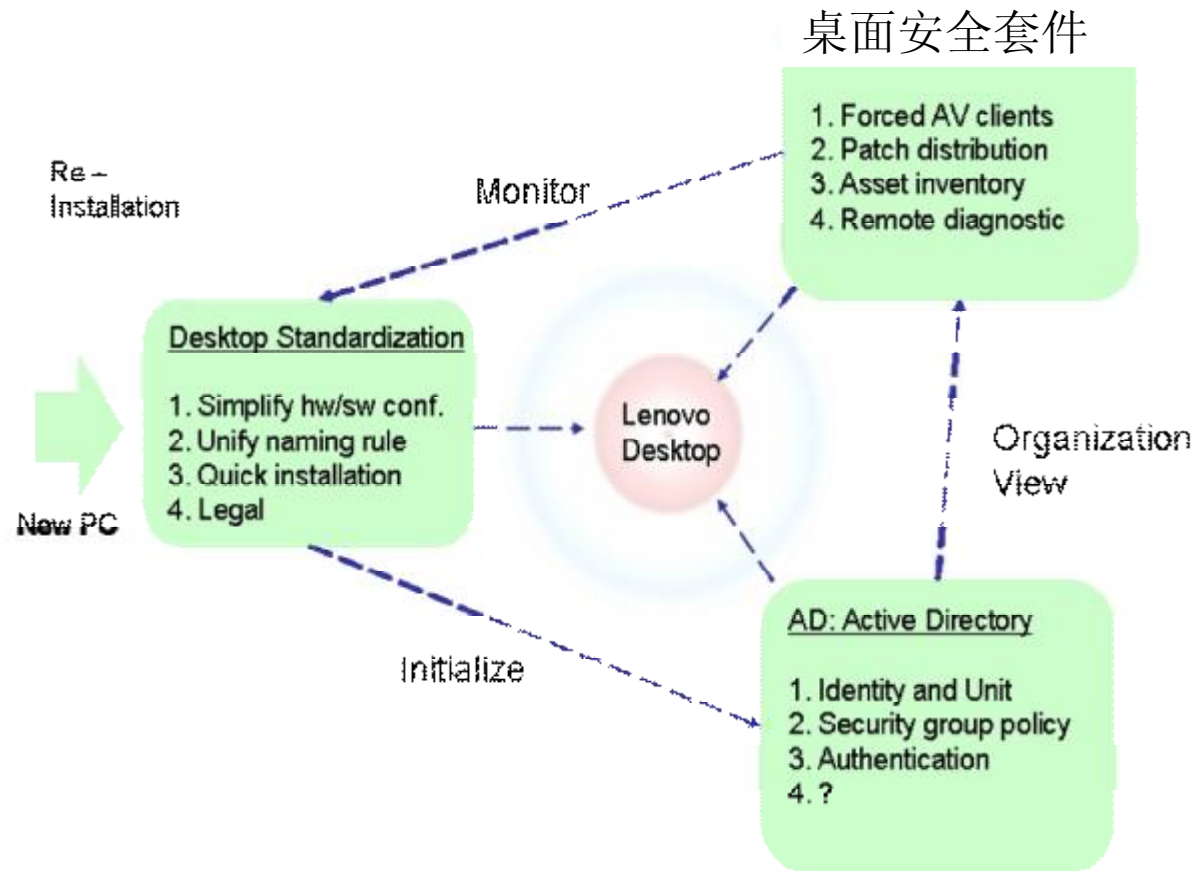 桌面安全套件
1. Forced AV clients
2. Patch distribution
3. Asset inventory
4. Remote diagnostic
Re –
Installation
Monitor
Desktop Standardization
1. Simplify hw/sw conf.
2. Unify naming rule
3. Quick installation
4. Legal
New PC
Lenovo
Desktop
Organization
View
Initialize
AD: Active Directory
1. Identity and Unit
2. Security group policy
3. Authentication
4. ?